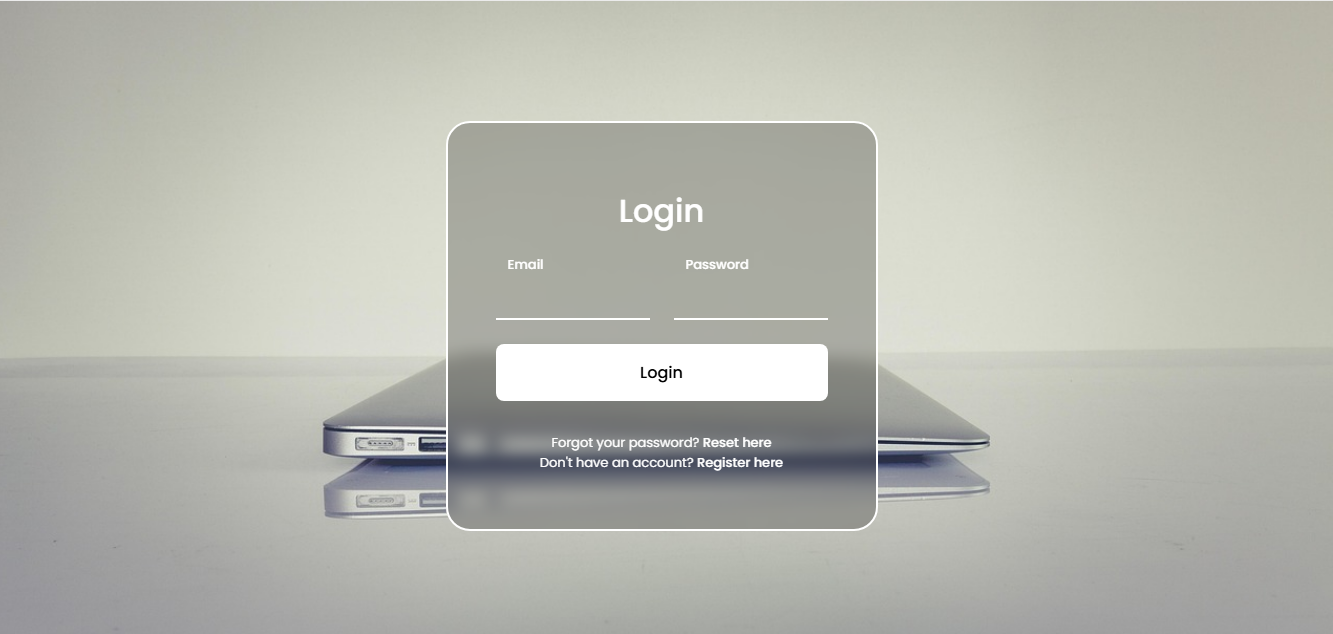 Login
Email Password
Login
Forgot your password? Reset here
Don't have an account? Register here